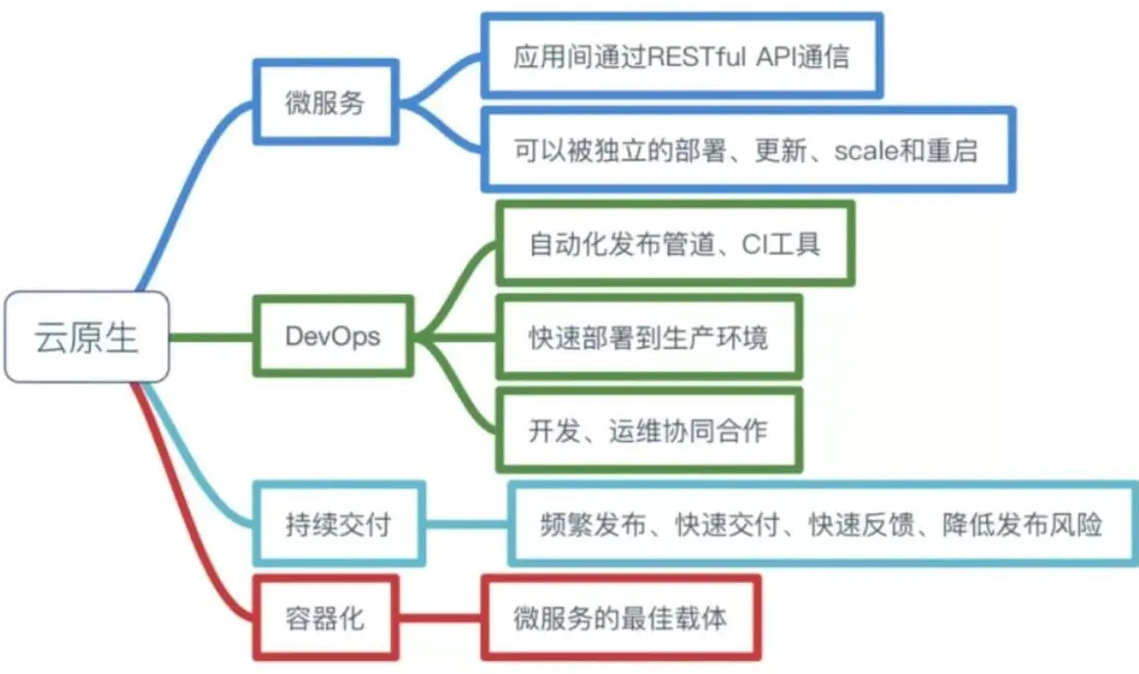 云原生
微服务
应用间通过RESTful API通信
可以被独立的部署、更新、scale和重启
DevOps
自动化发布管道、CI工具
快速部署到生产环境
开发、运维协同合作
持续交付
频繁发布、快速交付、快速反馈、降低发布风险
容器化
微服务的最佳载体